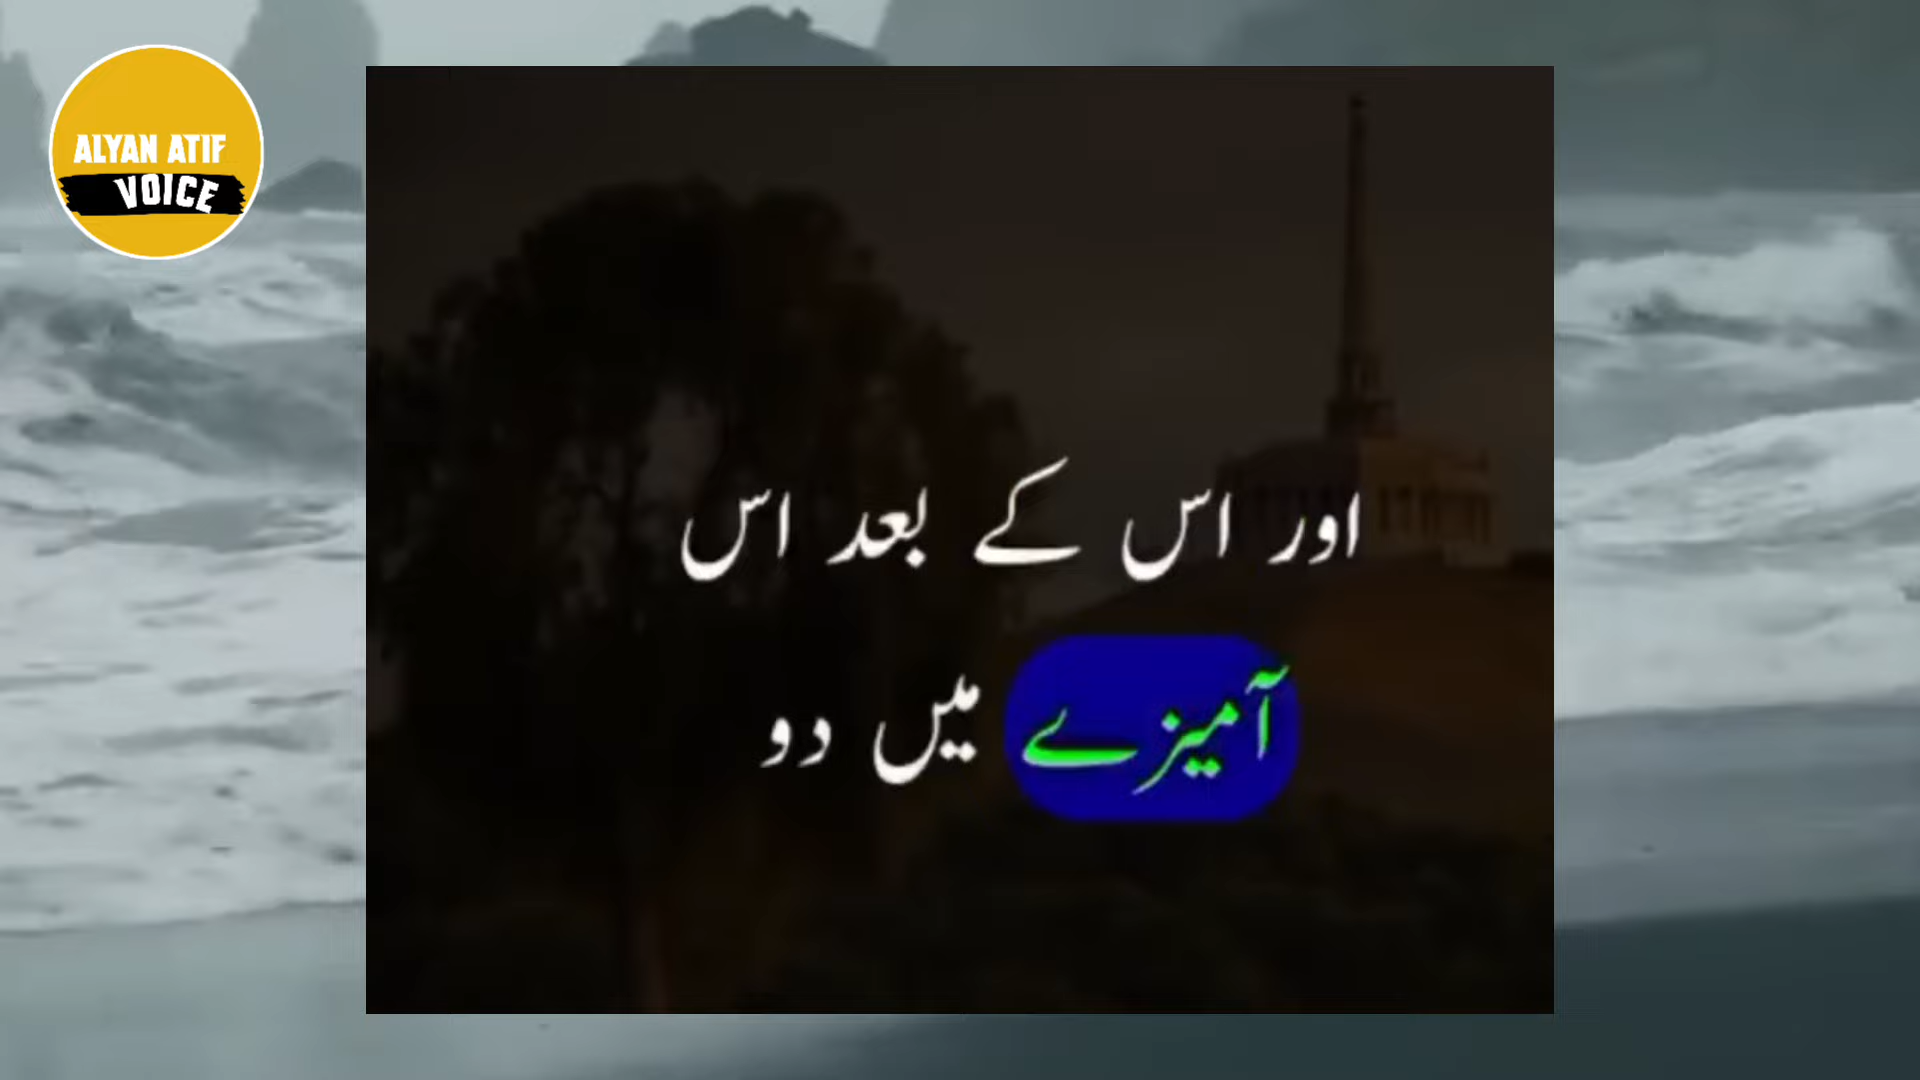 ALYAN ATIF
VOICE
اور اس کے بعد اس
آمیزے میں دو